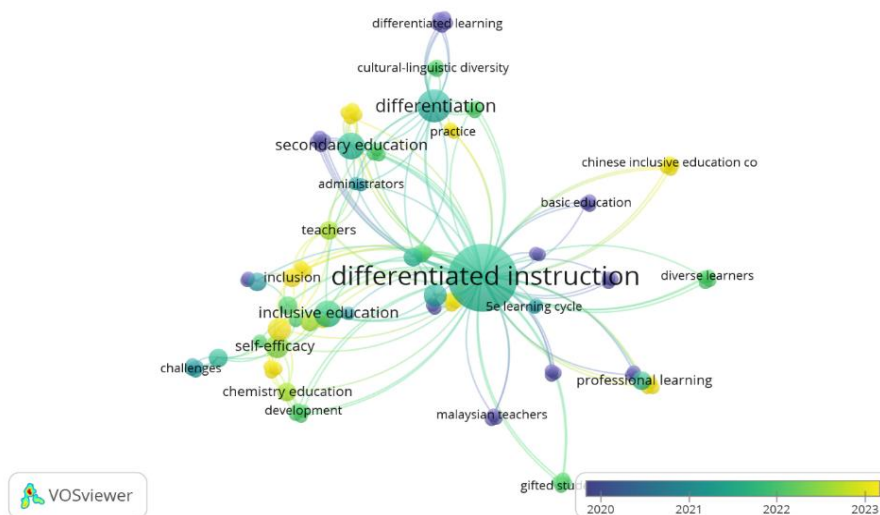 differentiated learning
cultural-linguistic diversity
differentiation
practice
secondary education
chinese inclusive education co
administrators
basic education
teachers
inclusion
differentiated instruction
diverse learners
5e learning cycle
inclusive education
self-efficacy
challenges
professional learning
chemistry education
development
malaysian teachers
gifted stu
VOSviewer
2020 2021 2022 2023